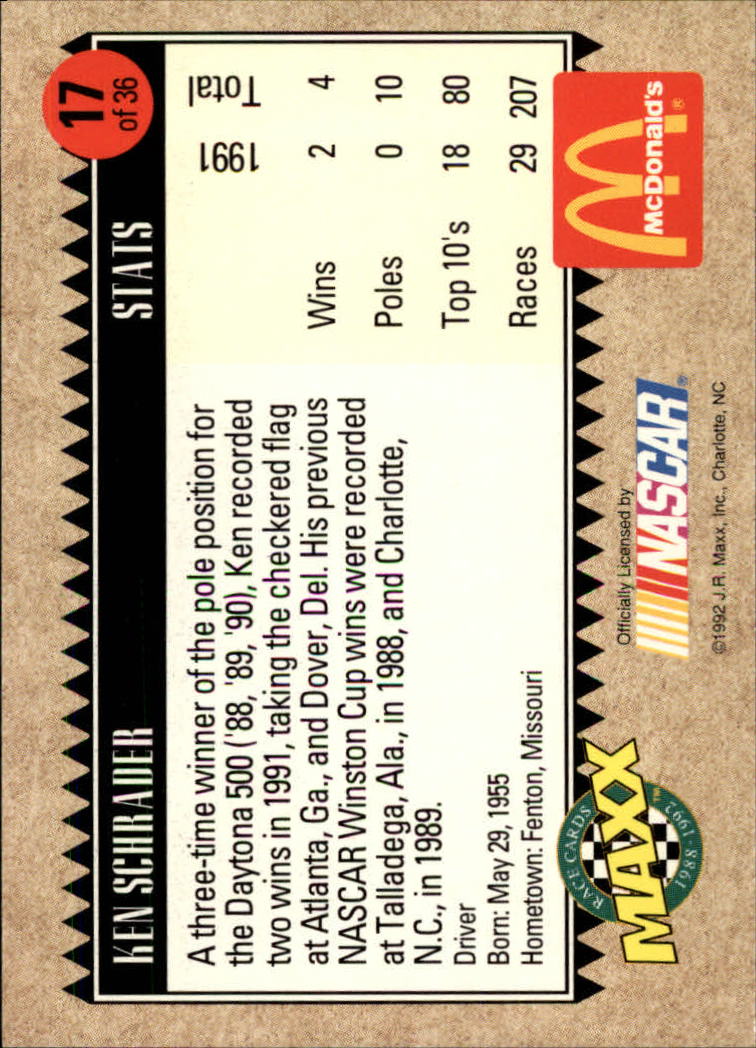 KEN SCHRADER STATS
17
of 36
A three-time winner of the pole position for
the Daytona 500 ('88, '89, '90), Ken recorded
two wins in 1991, taking the checkered flag
at Atlanta, Ga., and Dover, Del. His previous
NASCAR Winston Cup wins were recorded
at Talladega, Ala., in 1988, and Charlotte,
N.C., in 1989.
Driver
Born: May 29, 1955
Hometown: Fenton, Missouri
1991 Total
Wins 2 4
Poles 0 10
Top 10's 18 80
Races 29 207
RACE CARDS
MAXX
1988-1992
Officially Licensed by
NASCAR®
©1992 J.R. Maxx, Inc., Charlotte, NC
McDonald's®